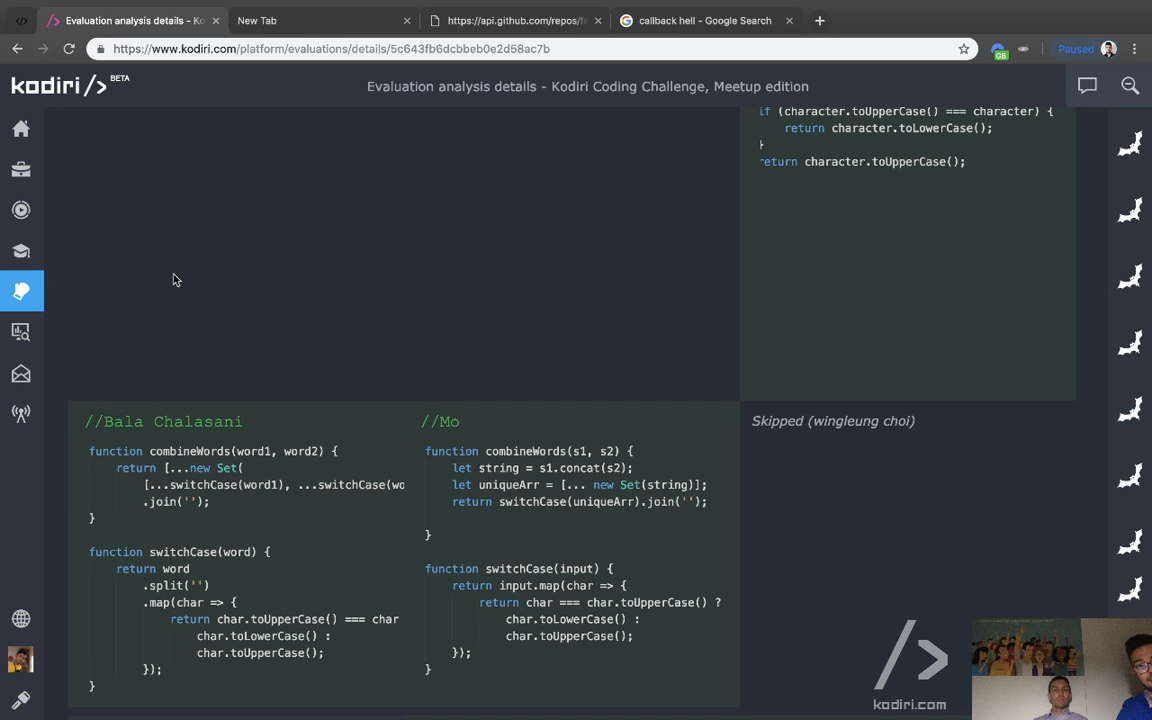 Evaluation analysis details - Ko
New Tab
https://api.github.com/repos/fa
callback hell - Google Search
https://www.kodiri.com/platform/evaluations/details/5c643fb6dcbbeb0e2d58ac7b
GB
Paused
kodiri/> BETA
Evaluation analysis details - Kodiri Coding Challenge, Meetup edition
if (character.toUpperCase() === character) {
return character.toLowerCase();
}
return character.toUpperCase();
//Bala Chalasani
function combineWords(word1, word2) {
return [...new Set(
[...switchCase(word1), ...switchCase(wo
.join('');
}
function switchCase(word) {
return word
.split('')
.map(char => {
return char.toUpperCase() === char
char.toLowerCase() :
char.toUpperCase();
});
}
//Mo
function combineWords(s1, s2) {
let string = s1.concat(s2);
let uniqueArr = [... new Set(string)];
return switchCase(uniqueArr).join('');
}
function switchCase(input) {
return input.map(char => {
return char === char.toUpperCase() ?
char.toLowerCase() :
char.toUpperCase();
});
}
Skipped (wingleung choi)
/>
kodiri.com